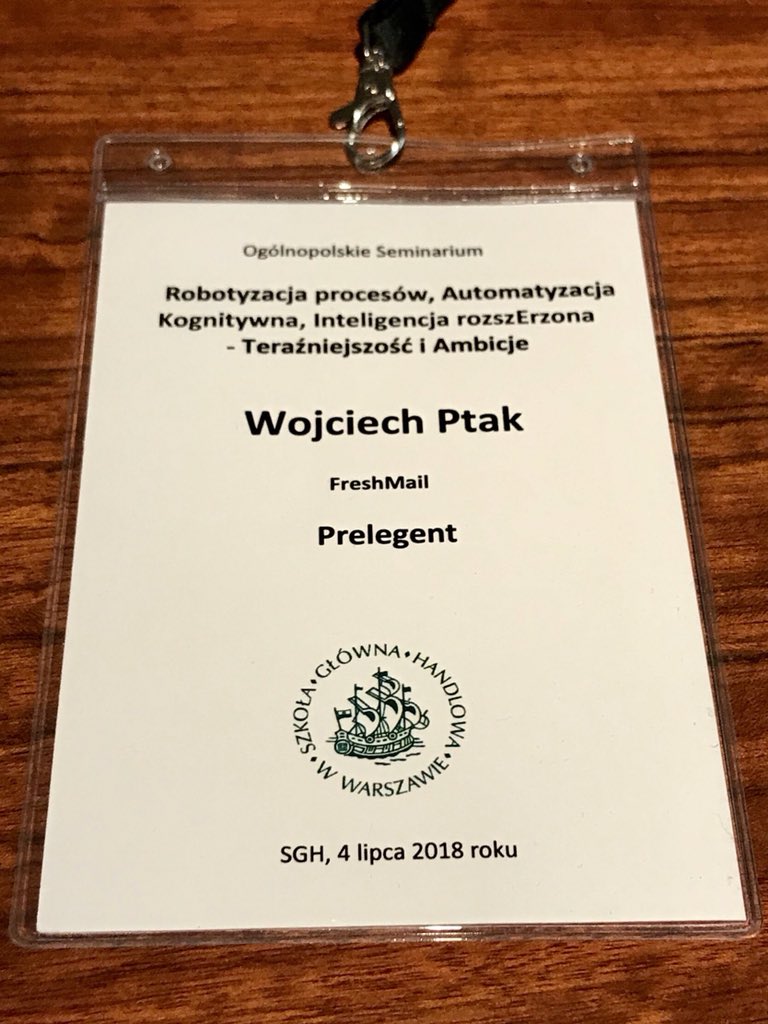 Ogólnopolskie Seminarium
Robotyzacja procesów, Automatyzacja
Kognitywna, Inteligencja rozszErzona
- Teraźniejszość i Ambicje
Wojciech Ptak
FreshMail
Prelegent
SZKOŁA • GŁÓWNA • HANDLOWA • W WARSZAWIE •
SGH, 4 lipca 2018 roku